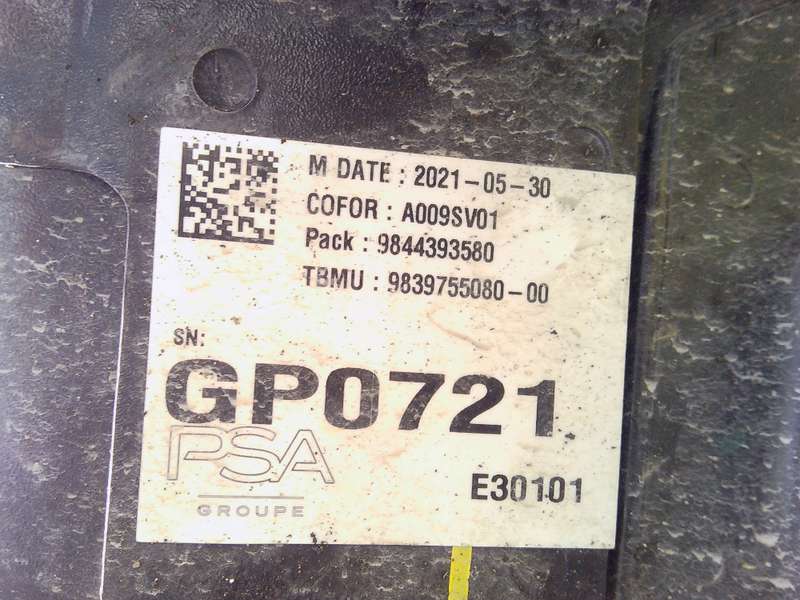 M DATE : 2021-05-30
COFOR : A009SV01
Pack : 9844393580
TBMU : 9839755080-00
SN:
GP0721
PSA
GROUPE
E30101